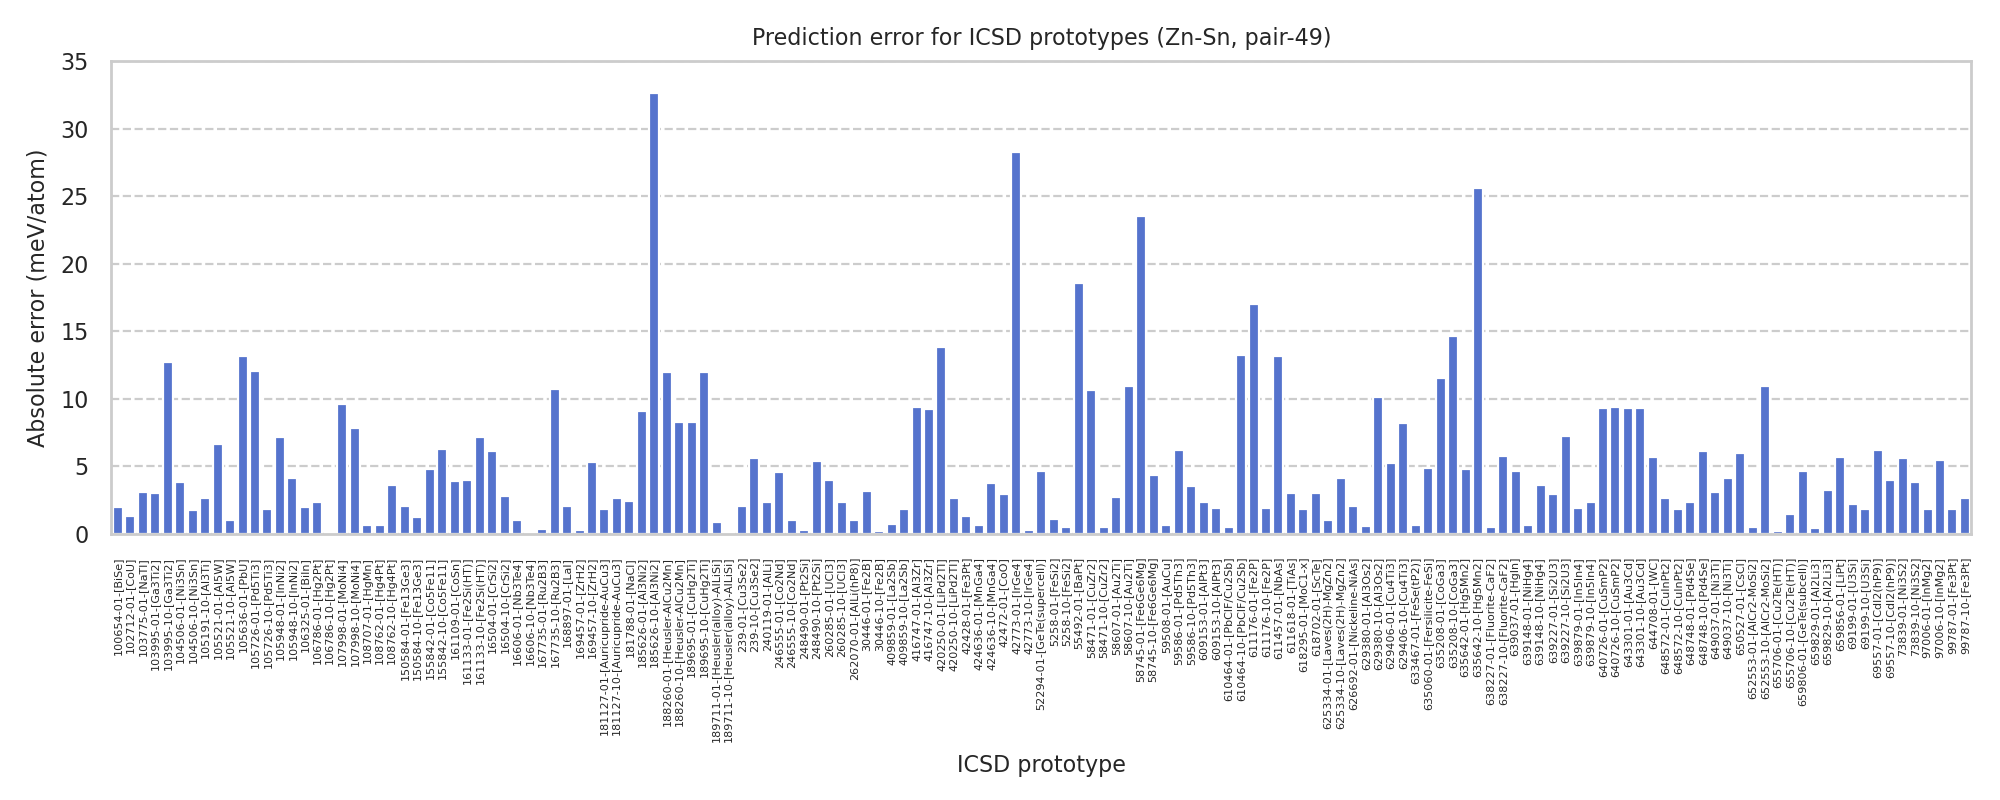 Prediction error for ICSD prototypes (Zn-Sn, pair-49)
Absolute error (meV/atom)
35
30
25
20
15
10
5
0
100654-01-[BiSe]
102712-01-[CoU]
103775-01-[NaTl]
103995-01-[Ga3Ti2]
103995-10-[Ga3Ti2]
104506-01-[Ni3Sn]
104506-10-[Ni3Sn]
105191-10-[Al3Ti]
105521-01-[Al5W]
105521-10-[Al5W]
105636-01-[PbU]
105726-01-[Pd5Ti3]
105726-10-[Pd5Ti3]
105948-01-[InNi2]
105948-10-[InNi2]
106325-01-[BiIn]
106786-01-[Hg2Pt]
106786-10-[Hg2Pt]
107998-01-[MoNi4]
107998-10-[MoNi4]
108707-01-[HgMn]
108762-01-[Hg4Pt]
108762-10-[Hg4Pt]
150584-01-[Fe13Ge3]
150584-10-[Fe13Ge3]
155842-01-[Co5Fe11]
155842-10-[Co5Fe11]
161109-01-[CoSn]
161133-01-[Fe2Si(HT)]
161133-10-[Fe2Si(HT)]
16504-01-[CrSi2]
16504-10-[CrSi2]
16606-01-[Nb3Te4]
16606-10-[Nb3Te4]
167735-01-[Ru2B3]
167735-10-[Ru2B3]
168897-01-[LaI]
169457-01-[ZrH2]
169457-10-[ZrH2]
181127-01-[Auricupride-AuCu3]
181127-10-[Auricupride-AuCu3]
181788-01-[NaCl]
185626-01-[Al3Ni2]
185626-10-[Al3Ni2]
188260-01-[Heusler-AlCu2Mn]
188260-10-[Heusler-AlCu2Mn]
189695-01-[CuHg2Ti]
189695-10-[CuHg2Ti]
189711-01-[Heusler(alloy)-AlLiSi]
189711-10-[Heusler(alloy)-AlLiSi]
239-01-[Cu3Se2]
239-10-[Cu3Se2]
240119-01-[AlLi]
246555-01-[Co2Nd]
246555-10-[Co2Nd]
248490-01-[Pt2Si]
248490-10-[Pt2Si]
260285-01-[UCl3]
260285-10-[UCl3]
262070-01-[AlLi(hP8)]
30446-01-[Fe2B]
30446-10-[Fe2B]
409859-01-[La2Sb]
409859-10-[La2Sb]
416747-01-[Al3Zr]
416747-10-[Al3Zr]
420250-01-[LiPd2Tl]
420250-10-[LiPd2Tl]
42428-01-[Fe3Pt]
424636-01-[MnGa4]
424636-10-[MnGa4]
42472-01-[CoO]
42773-01-[IrGe4]
42773-10-[IrGe4]
52294-01-[GeTe(supercell)]
5258-01-[FeSi2]
5258-10-[FeSi2]
55492-01-[BaPt]
58471-01-[CuZr2]
58471-10-[CuZr2]
58607-01-[Au2Ti]
58607-10-[Au2Ti]
58745-01-[Fe6Ge6Mg]
58745-10-[Fe6Ge6Mg]
59508-01-[AuCu]
59586-01-[Pd5Th3]
59586-10-[Pd5Th3]
609153-01-[AlPt3]
609153-10-[AlPt3]
610464-01-[PbClF/Cu2Sb]
610464-10-[PbClF/Cu2Sb]
611176-01-[Fe2P]
611176-10-[Fe2P]
611457-01-[NbAs]
611618-01-[TiAs]
618295-01-[MoC1-x]
618702-01-[ScTe]
625334-01-[Laves(2H)-MgZn2]
625334-10-[Laves(2H)-MgZn2]
626692-01-[Nickeline-NiAs]
629380-01-[Al3Os2]
629380-10-[Al3Os2]
629406-01-[Cu4Ti3]
629406-10-[Cu4Ti3]
633467-01-[FeSe(tP2)]
635060-01-[Fersilicite-FeSi]
635208-01-[CoGa3]
635208-10-[CoGa3]
635642-01-[Hg5Mn2]
635642-10-[Hg5Mn2]
638227-01-[Fluorite-CaF2]
638227-10-[Fluorite-CaF2]
639037-01-[HgIn]
639148-01-[NiHg4]
639148-10-[NiHg4]
639227-01-[Si2U3]
639227-10-[Si2U3]
639879-01-[In5In4]
639879-10-[In5In4]
640726-01-[CuSmP2]
640726-10-[CuSmP2]
643301-01-[Au3Cd]
643301-10-[Au3Cd]
644708-01-[WC]
648572-01-[CuInPt2]
648572-10-[CuInPt2]
648748-01-[Pd4Se]
648748-10-[Pd4Se]
649037-01-[Ni3Ti]
649037-10-[Ni3Ti]
650527-01-[CsCl]
652553-01-[AlCr2-MoSi2]
652553-10-[AlCr2-MoSi2]
655706-01-[Cu2Te(HT)]
655706-10-[Cu2Te(HT)]
659806-01-[GeTe(subcell)]
659829-01-[Al2Li3]
659829-10-[Al2Li3]
659856-01-[LiPt]
69199-01-[U3Si]
69199-10-[U3Si]
69557-01-[CdI2(hP9)]
69557-10-[CdI2(hP9)]
73839-01-[Ni3S2]
73839-10-[Ni3S2]
97006-01-[InMg2]
97006-10-[InMg2]
99787-01-[Fe3Pt]
99787-10-[Fe3Pt]
ICSD prototype